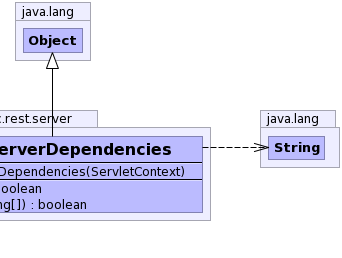 java.lang
Object
.rest.server
java.lang
erverDependencies
String
Dependencies(ServletContext)
oolean
ng[]) : boolean